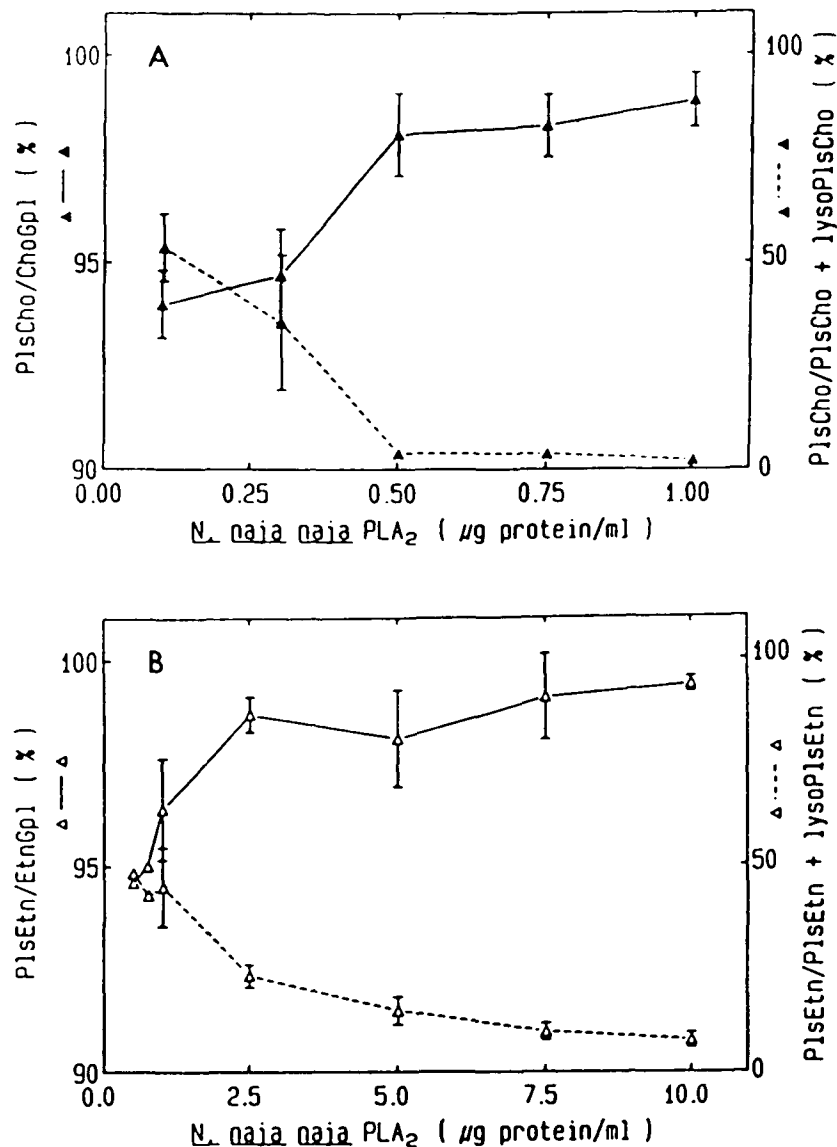 A
100
95
90
PlsCho/ChoGpl ( % )
100
50
0
PlsCho/PlsCho + lysoPlsCho ( % )
0.00 0.25 0.50 0.75 1.00
N. naja naja PLA₂ ( µg protein/ml )
B
100
95
90
PlsEtn/EtnGpl ( % )
100
50
0
PlsEtn/PlsEtn + lysoPlsEtn ( % )
0.0 2.5 5.0 7.5 10.0
N. naja naja PLA₂ ( µg protein/ml )